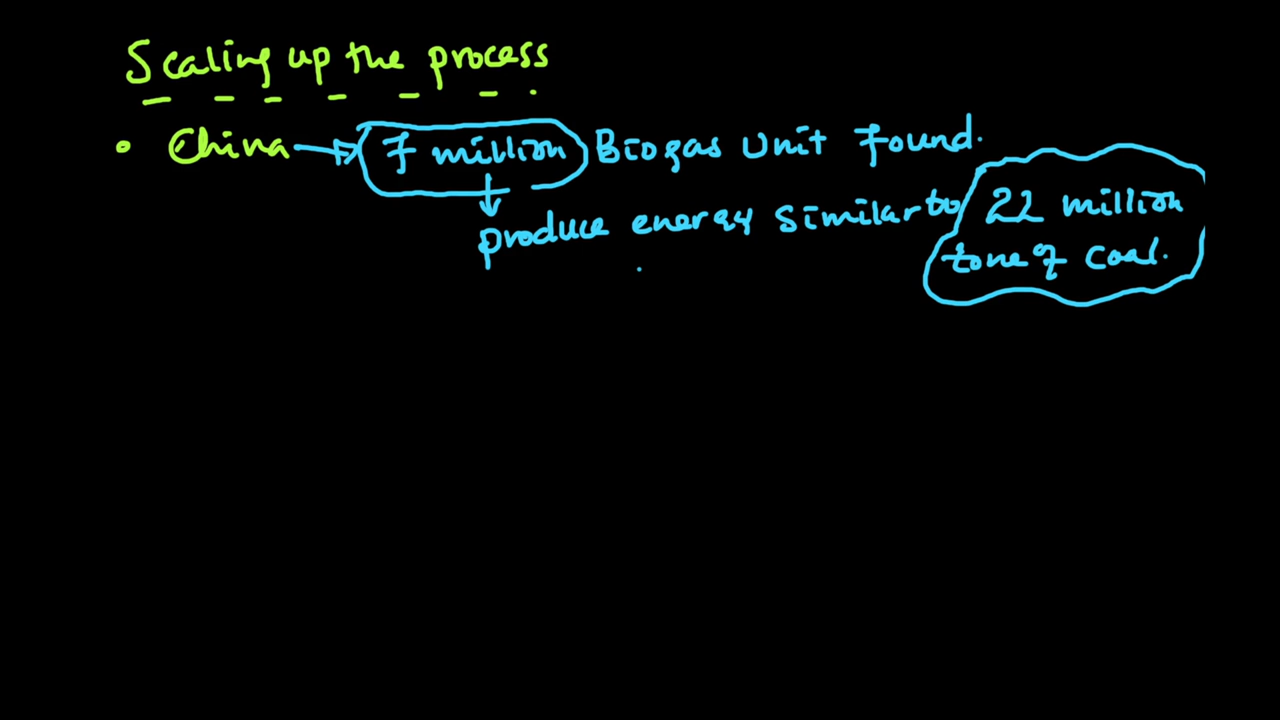 Scaling up the process
• China → 7 million Biogas unit found.
↓
produce energy similar to 22 million
tone of coal.